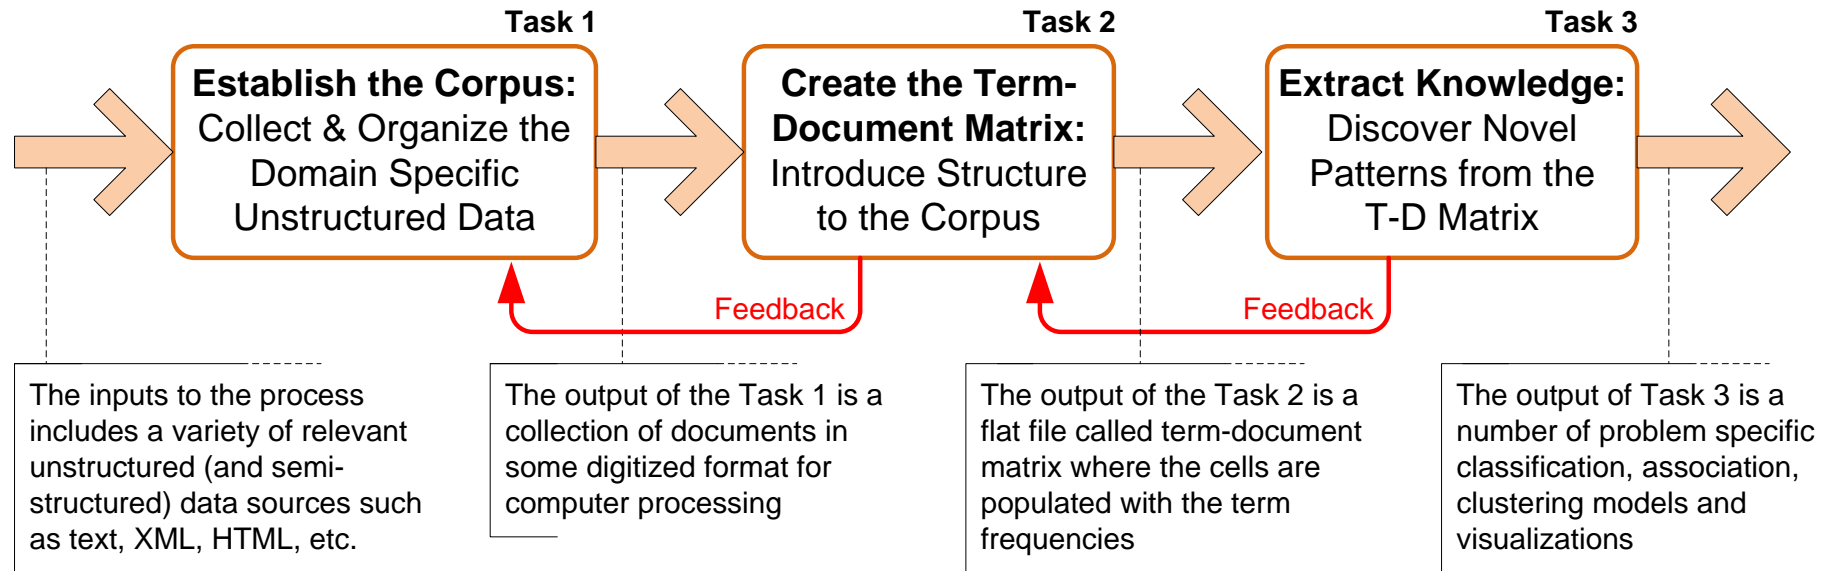 Task 1
Establish the Corpus:
Collect & Organize the
Domain Specific
Unstructured Data
Task 2
Create the Term-
Document Matrix:
Introduce Structure
to the Corpus
Task 3
Extract Knowledge:
Discover Novel
Patterns from the
T-D Matrix
Feedback
Feedback
The inputs to the process
includes a variety of relevant
unstructured (and semi-
structured) data sources such
as text, XML, HTML, etc.
The output of the Task 1 is a
collection of documents in
some digitized format for
computer processing
The output of the Task 2 is a
flat file called term-document
matrix where the cells are
populated with the term
frequencies
The output of Task 3 is a
number of problem specific
classification, association,
clustering models and
visualizations